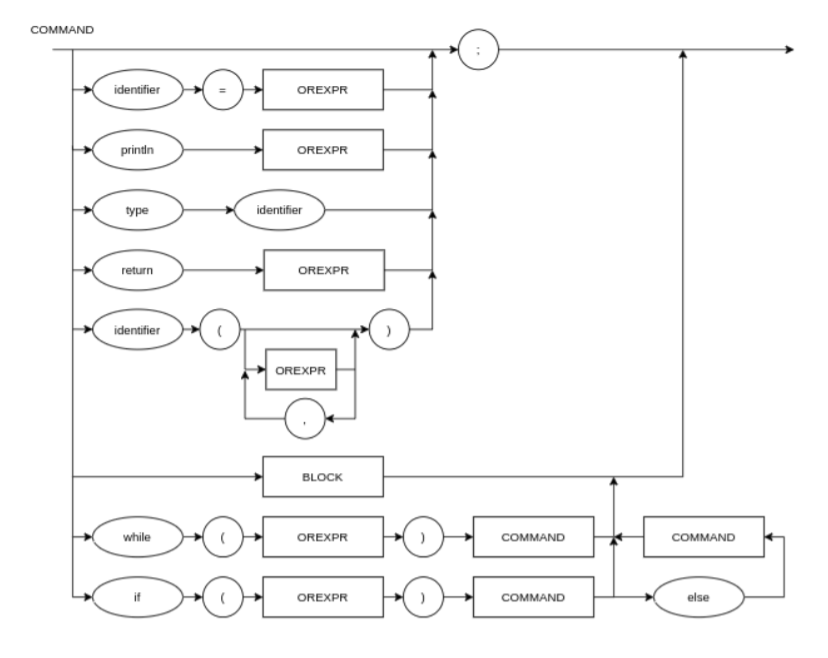 COMMAND
;
identifier = OREXPR
println OREXPR
type identifier
return OREXPR
identifier ( )
OREXPR
,
BLOCK
while ( OREXPR ) COMMAND COMMAND
if ( OREXPR ) COMMAND else